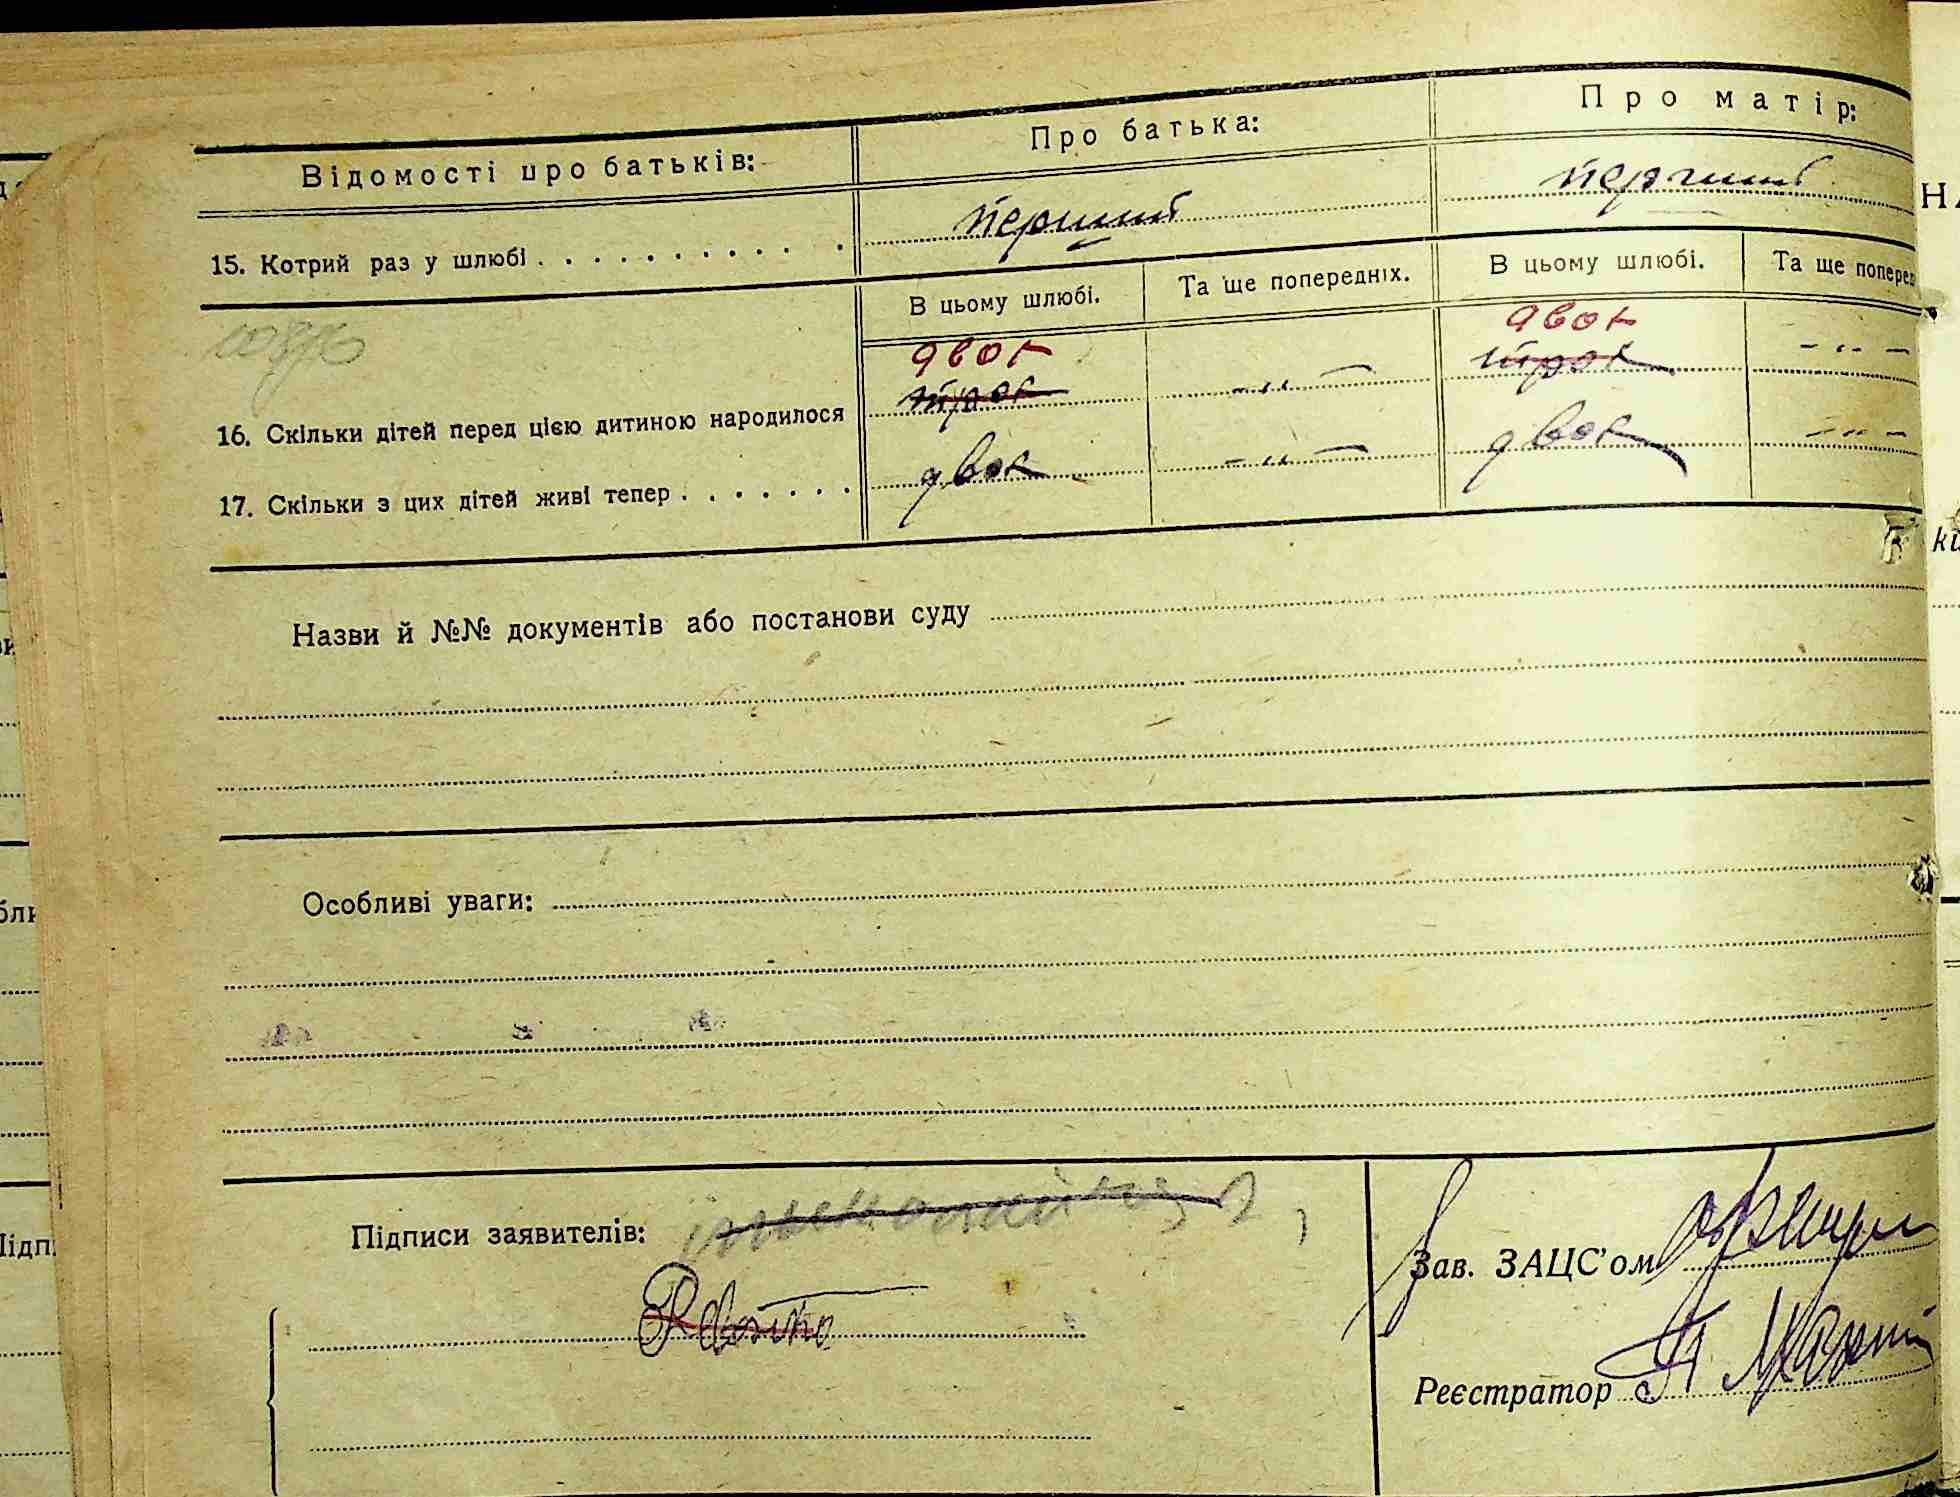 Відомості про батьків: Про батька: Про матір:
15. Котрий раз у шлюбі . . . . . . . . . . . перший перший
В цьому шлюбі. Та ще попередніх. В цьому шлюбі. Та ще поперед
двох двох
16. Скільки дітей перед цією дитиною народилося трох - „ - трох - „ -
17. Скільки з цих дітей живі тепер . . . . . . . двох - „ - двох - „ -
Назви й №№ документів або постанови суду
Особливі уваги:
Підписи заявителів:
Зав. ЗАЦС'ом
Реєстратор